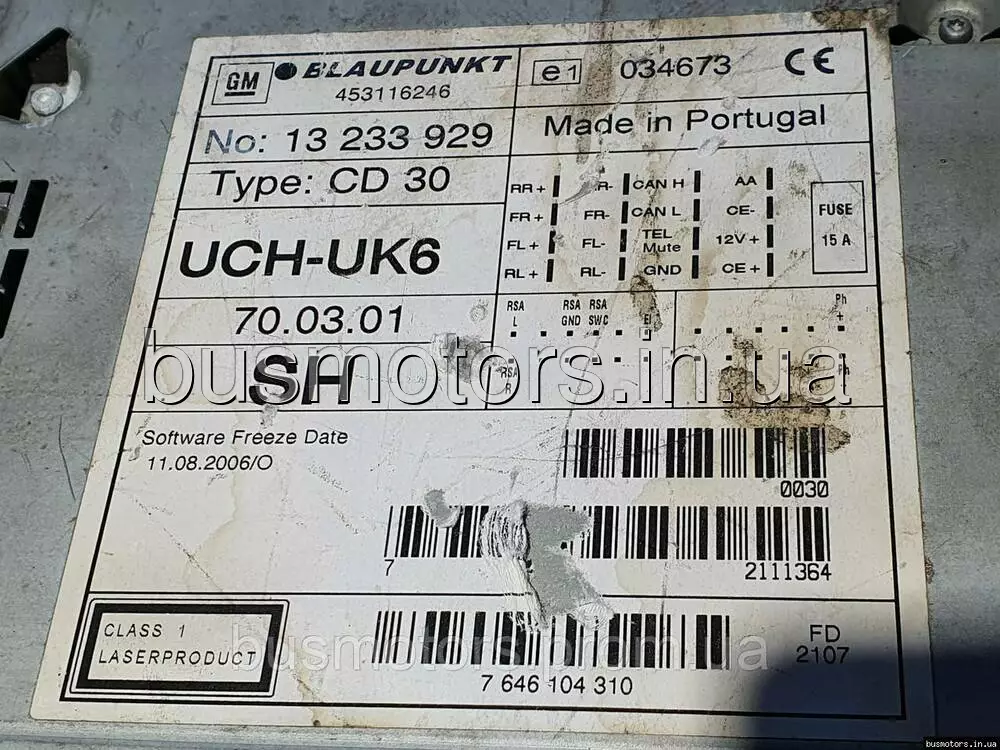 GM BLAUPUNKT
453116246
e1 034673 CE
No: 13 233 929
Made in Portugal
Type: CD 30
UCH-UK6
70.03.01
SH
RR + R- CAN H AA
FR + FR- CAN L CE-
FL + FL- TEL Mute 12V +
RL + RL- GND CE +
FUSE
15 A
RSA L
RSA GND
RSA SWC
Ph +
RSA R
Ph
busmotors.in.ua
Software Freeze Date
11.08.2006/O
0030
7 2111364
CLASS 1
LASERPRODUCT
7 646 104 310
FD
2107
busmotors.prom.ua
busmotors.in.ua